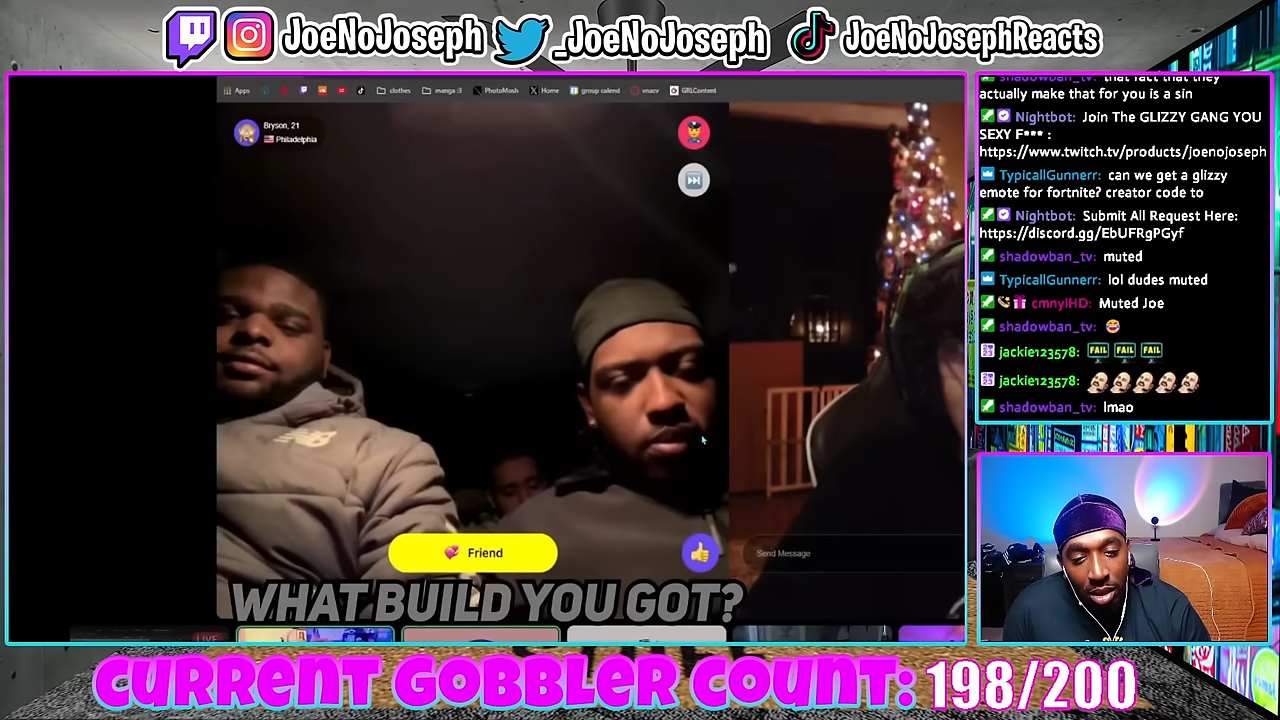 JoeNoJoseph
_JoeNoJoseph
JoeNoJosephReacts
Apps
clothes
manga :3
PhotoMosh
Home
group calend
vnacv
GRLContent
Bryson, 21
Philadelphia
Friend
Send Message
WHAT BUILD YOU GOT?
LIVE
shadowban_tv: that fact that they
actually make that for you is a sin
Nightbot: Join The GLIZZY GANG YOU
SEXY F*** :
https://www.twitch.tv/products/joenojoseph
TypicallGunnerr: can we get a glizzy
emote for fortnite? creator code to
Nightbot: Submit All Request Here:
https://discord.gg/EbUFRgPGyf
shadowban_tv: muted
TypicallGunnerr: lol dudes muted
cmnylHD: Muted Joe
shadowban_tv:
jackie123578: FAIL FAIL FAIL
jackie123578:
shadowban_tv: lmao
CURRENT GOBBLER COUNT: 198/200